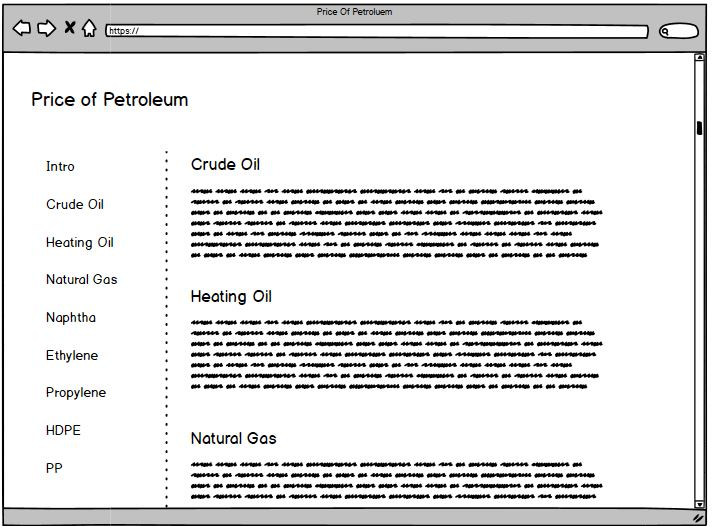 Price Of Petroluem
https://
Price of Petroleum
Intro
Crude Oil
Heating Oil
Natural Gas
Naphtha
Ethylene
Propylene
HDPE
PP
Crude Oil
Heating Oil
Natural Gas